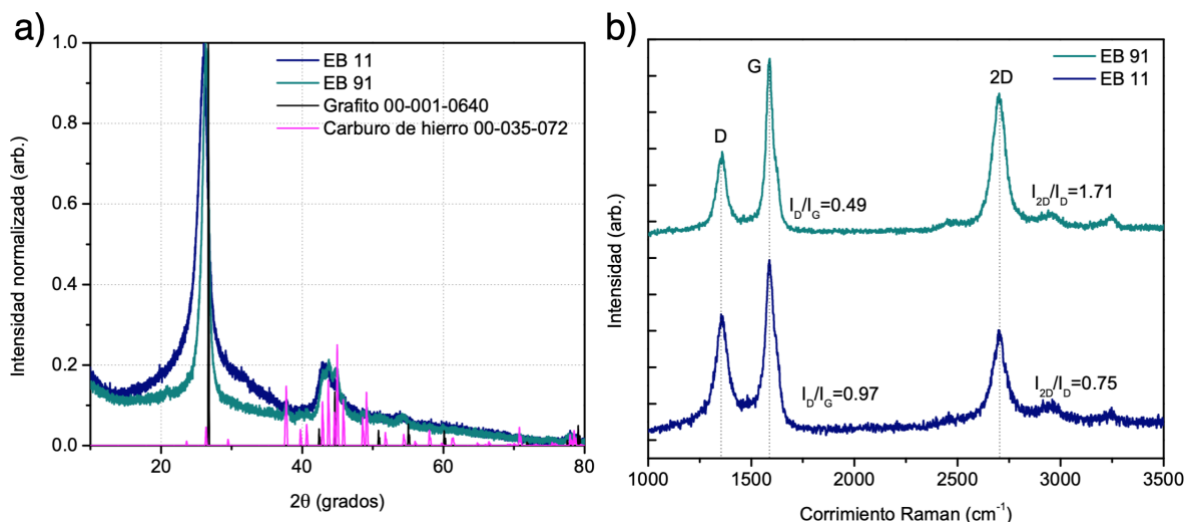 a)
Intensidad normalizada (arb.)
1.0
0.8
0.6
0.4
0.2
0.0
20
40
60
80
2θ (grados)
EB 11
EB 91
Grafito 00-001-0640
Carburo de hierro 00-035-072
b)
Intensidad (arb.)
EB 91
EB 11
D
G
2D
I_D/I_G=0.49
I_2D/I_D=1.71
I_D/I_G=0.97
I_2D/I_D=0.75
1000
1500
2000
2500
3000
3500
Corrimiento Raman (cm⁻¹)